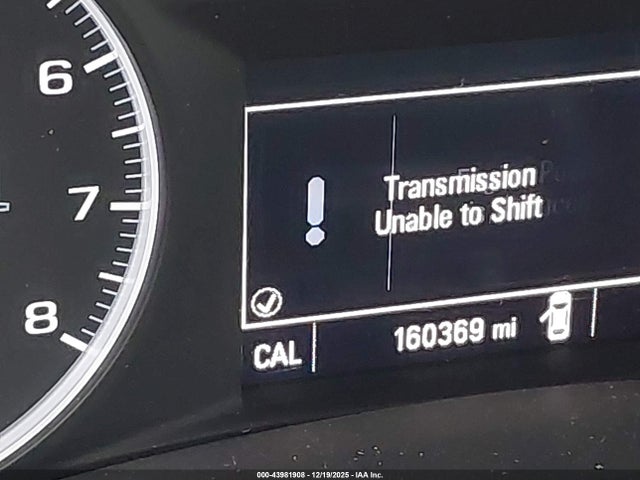 6
7
8
Transmission
Unable to Shift
CAL
160369 mi
000-43981908 - 12/19/2025 - IAA Inc.